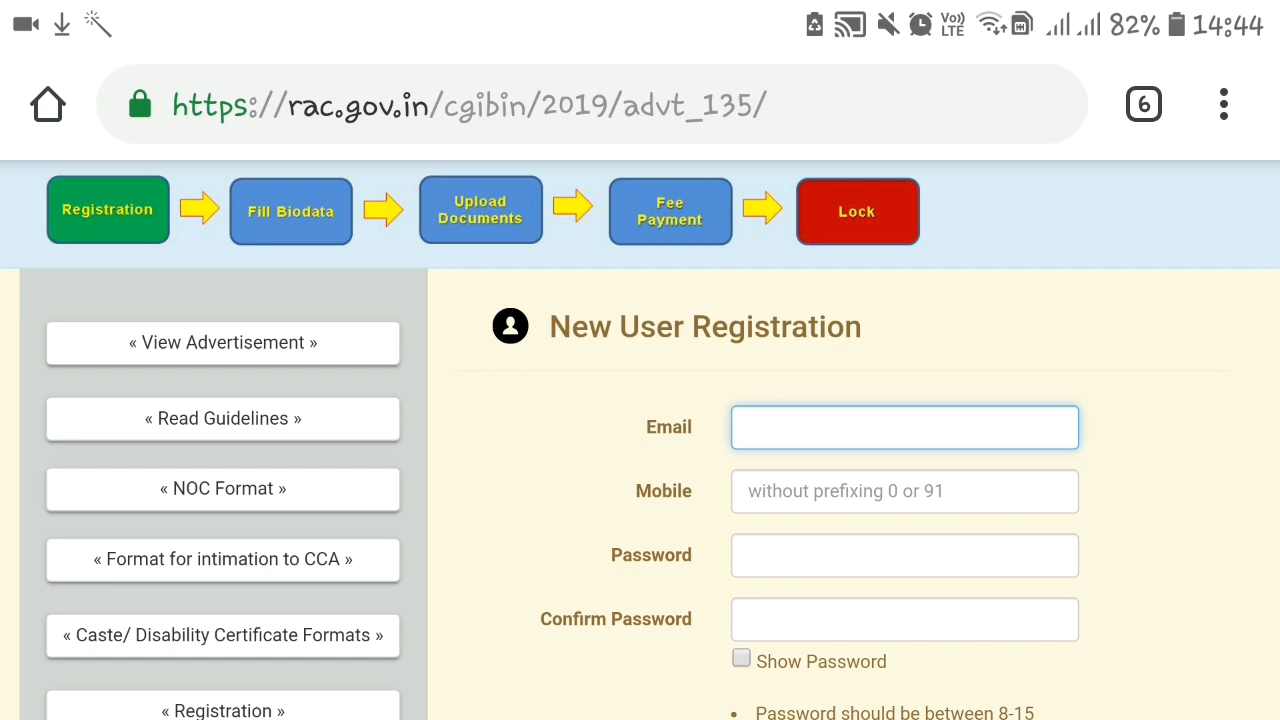 Vo)) LTE 82% 14:44
https://rac.gov.in/cgibin/2019/advt_135/ 6
Registration
Fill Biodata
Upload
Documents
Fee
Payment
Lock
« View Advertisement »
« Read Guidelines »
« NOC Format »
« Format for intimation to CCA »
« Caste/ Disability Certificate Formats »
« Registration »
New User Registration
Email
Mobile without prefixing 0 or 91
Password
Confirm Password
Show Password
• Password should be between 8-15